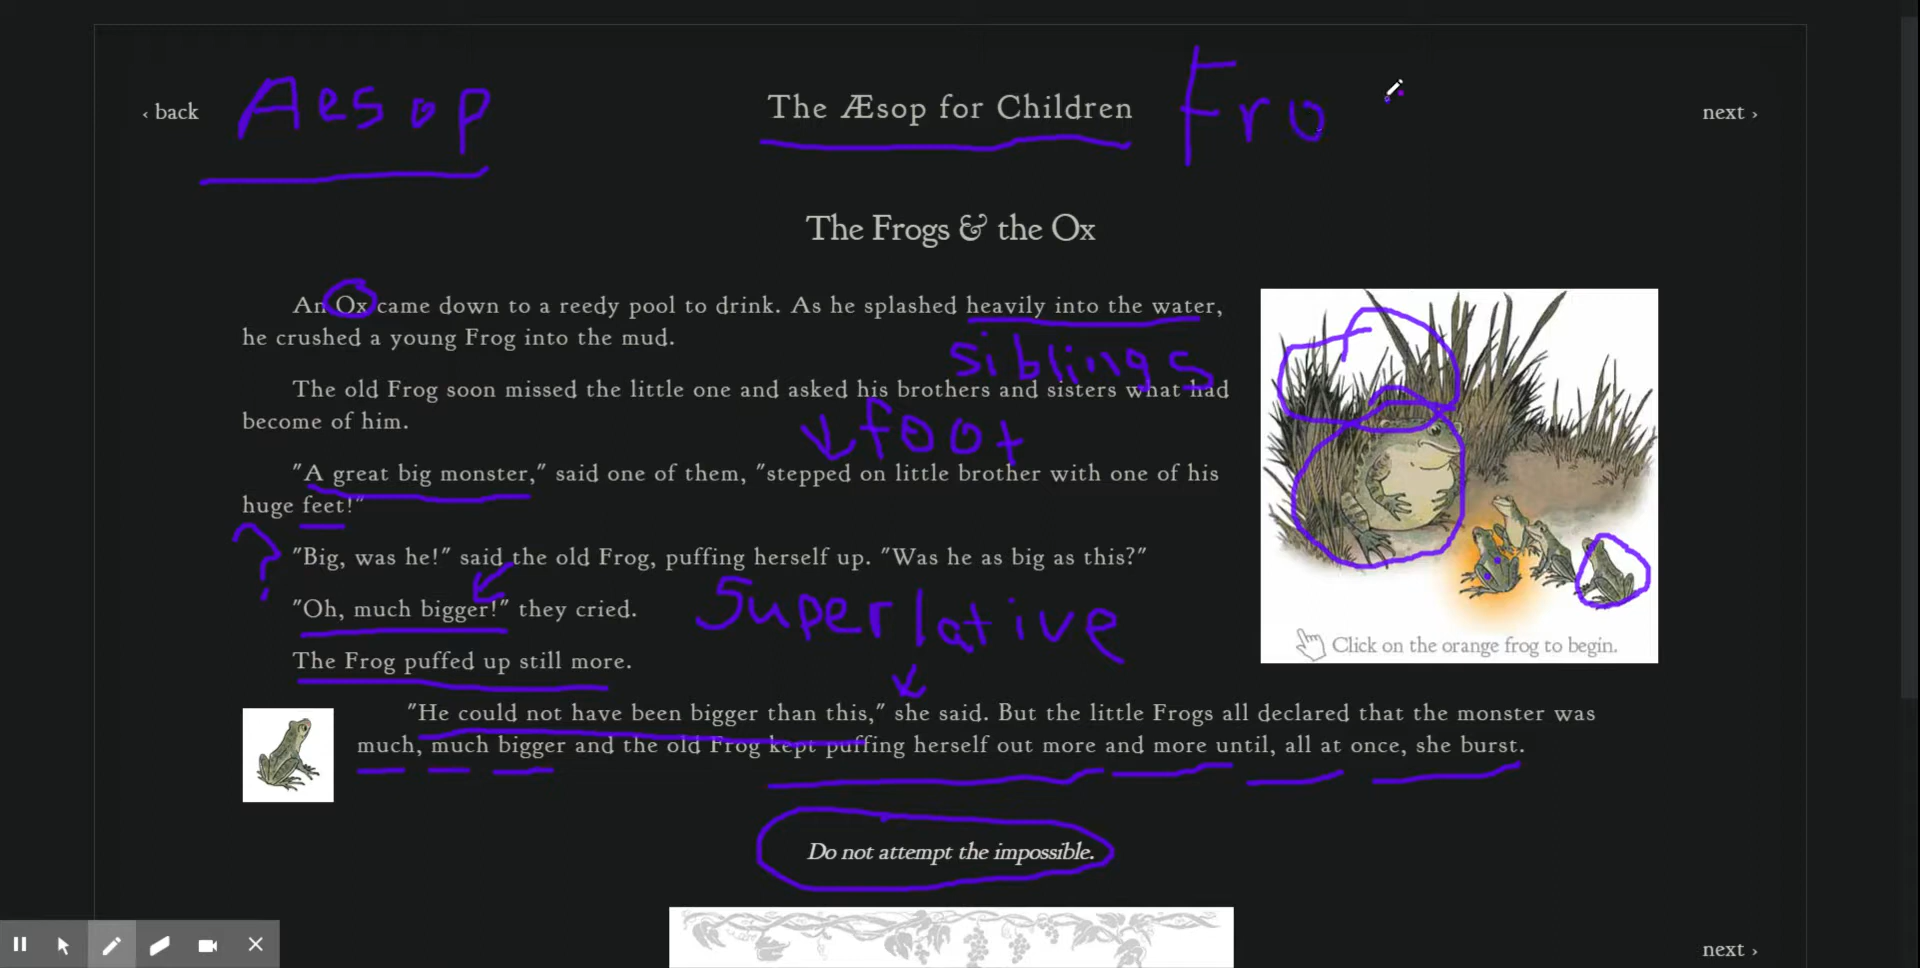 Aesop
‹ back
The Æsop for Children
Fro
next ›
The Frogs & the Ox
An Ox came down to a reedy pool to drink. As he splashed heavily into the water,
he crushed a young Frog into the mud.
siblings
The old Frog soon missed the little one and asked his brothers and sisters what had
become of him.
foot
"A great big monster," said one of them, "stepped on little brother with one of his
huge feet!"
?
"Big, was he!" said the old Frog, puffing herself up. "Was he as big as this?"
"Oh, much bigger!" they cried.
Superlative
The Frog puffed up still more.
Click on the orange frog to begin.
"He could not have been bigger than this," she said. But the little Frogs all declared that the monster was
much, much bigger and the old Frog kept puffing herself out more and more until, all at once, she burst.
Do not attempt the impossible.
next ›